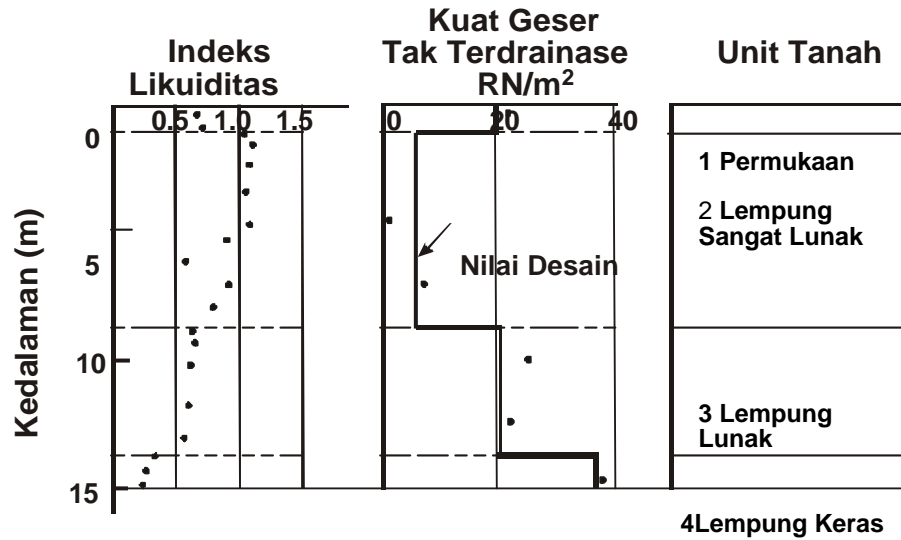 Indeks
Likuiditas
Kuat Geser
Tak Terdrainase
RN/m²
Unit Tanah
0.5 1.0 1.5
0 20 40
0
5
10
15
Kedalaman (m)
Nilai Desain
1 Permukaan
2 Lempung
Sangat Lunak
3 Lempung
Lunak
4Lempung Keras